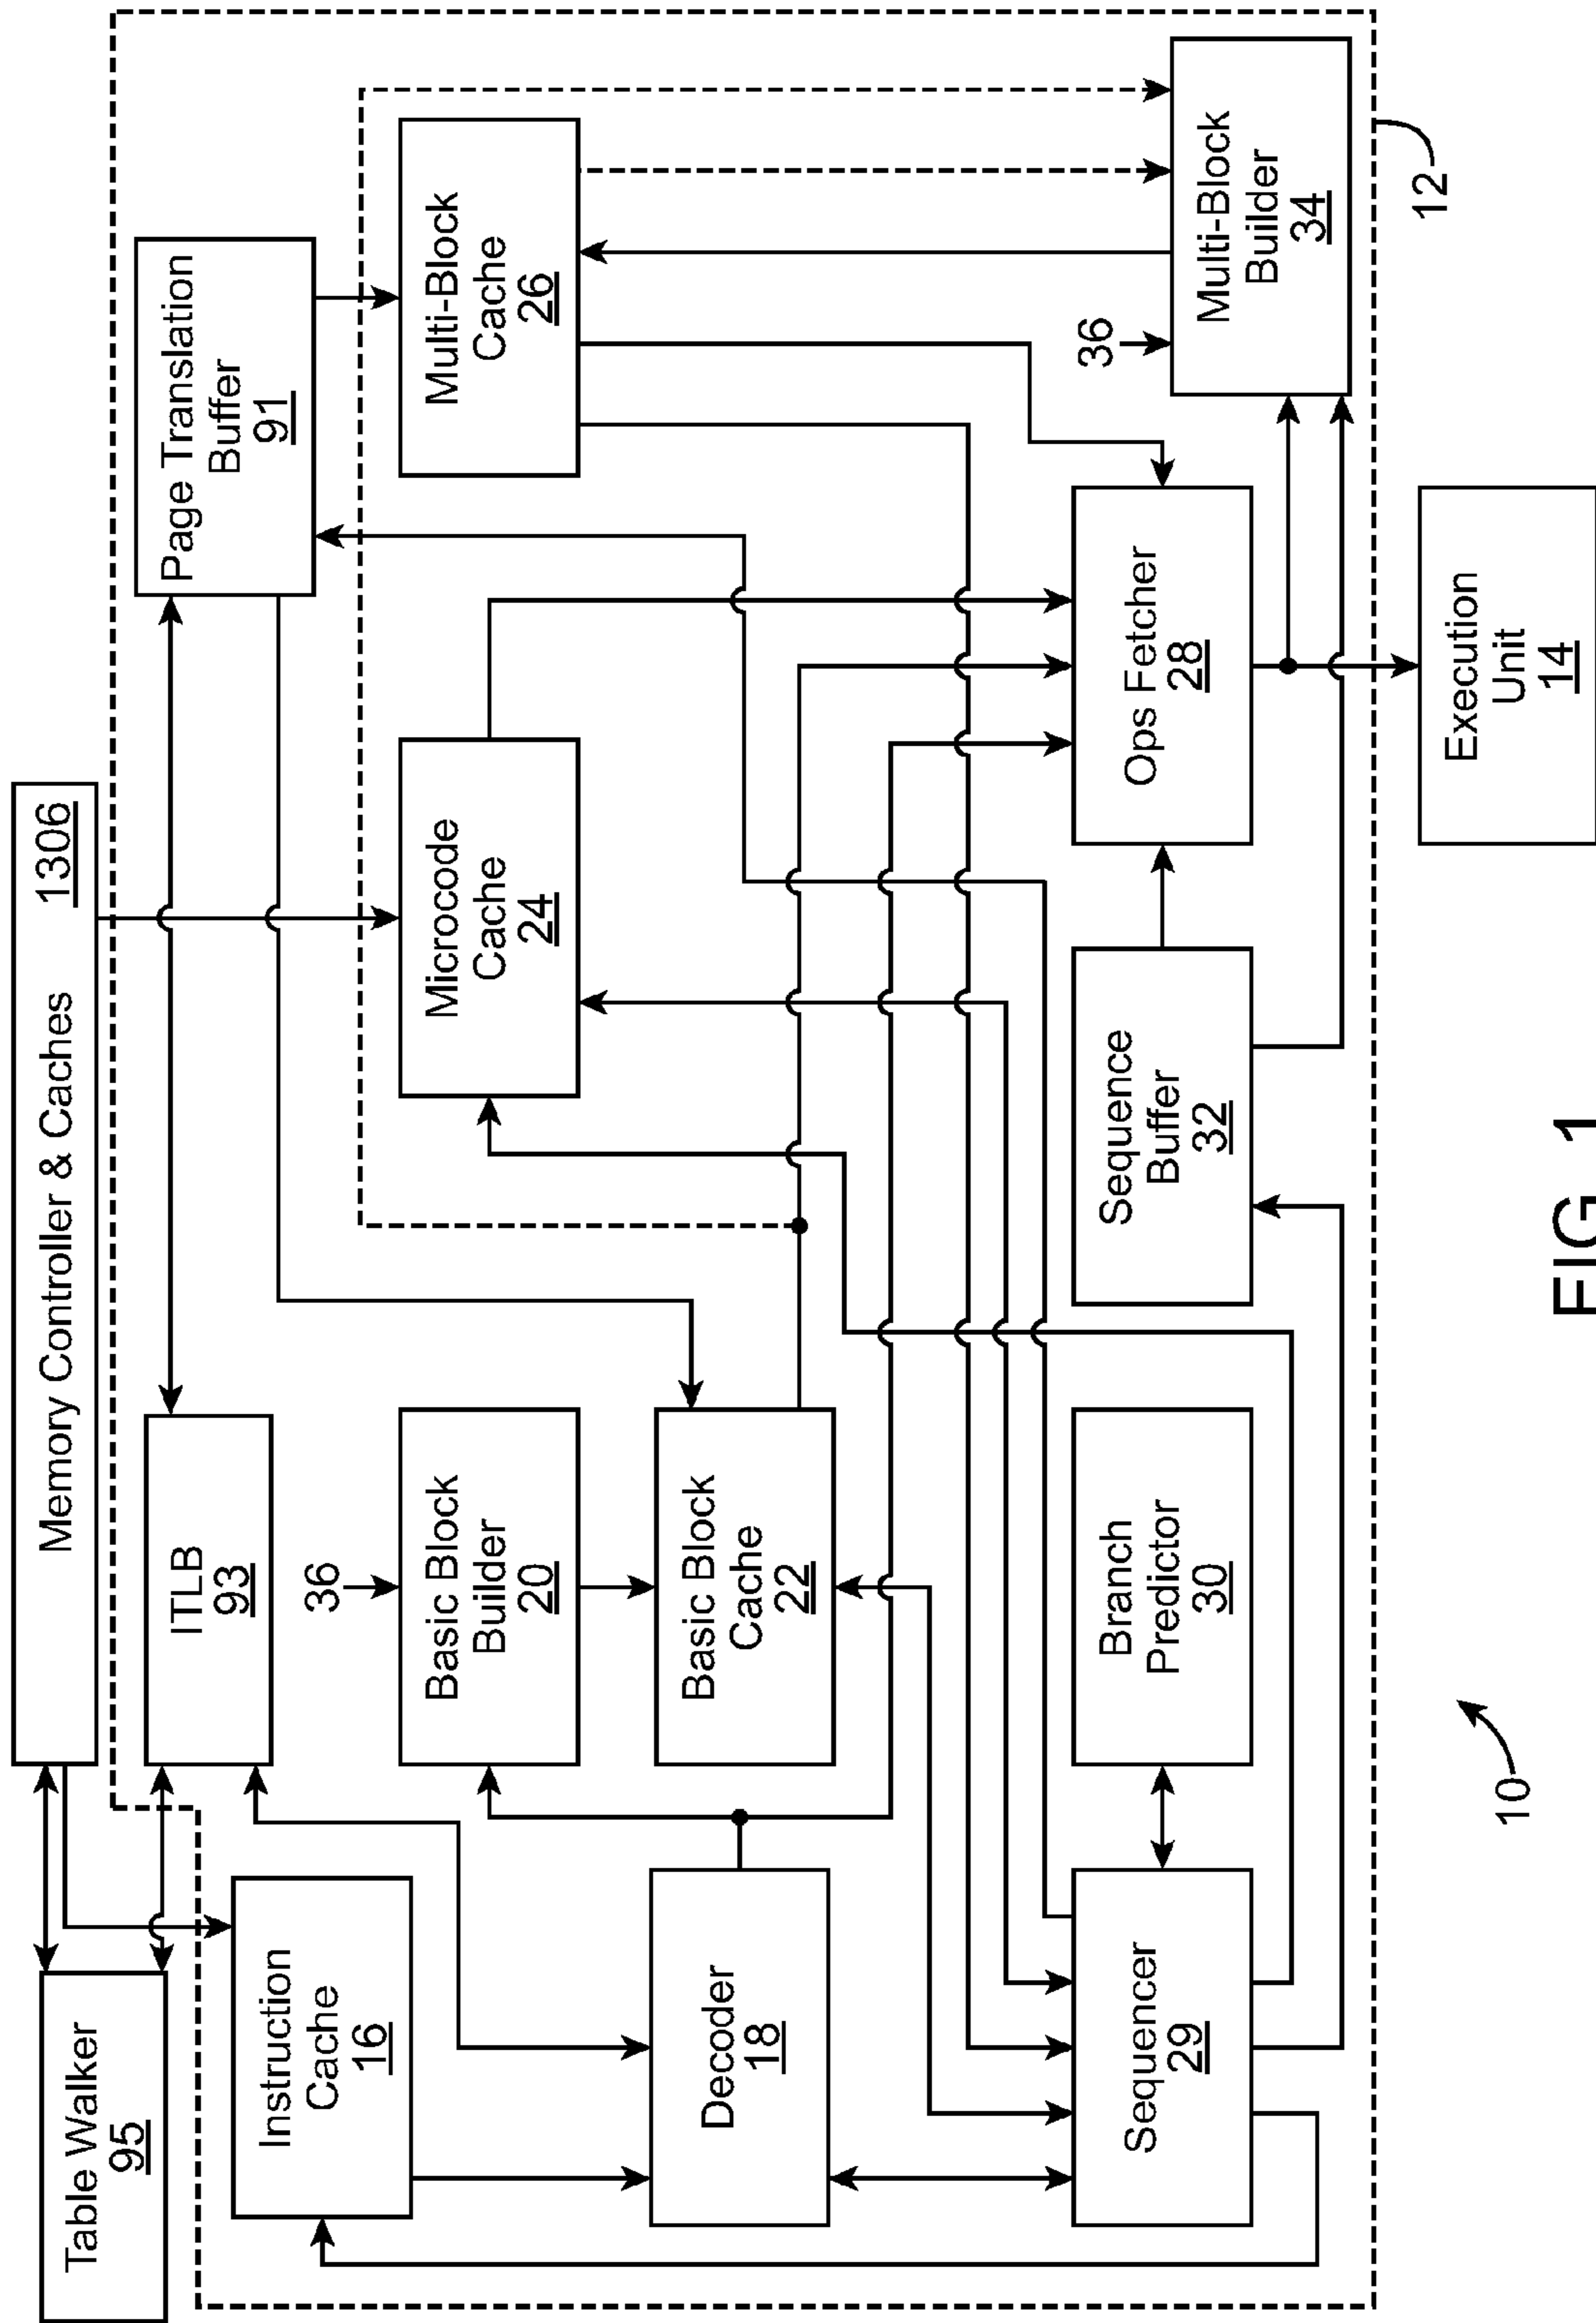 Table Walker
95
Memory Controller & Caches
1306
Instruction
Cache
16
ITLB
93
Page Translation
Buffer
91
36
Basic Block
Builder
20
Microcode
Cache
24
Multi-Block
Cache
26
Decoder
18
Basic Block
Cache
22
Sequencer
29
Branch
Predictor
30
Sequence
Buffer
32
Ops Fetcher
28
36
Multi-Block
Builder
34
Execution
Unit
14
12
10
FIG. 1